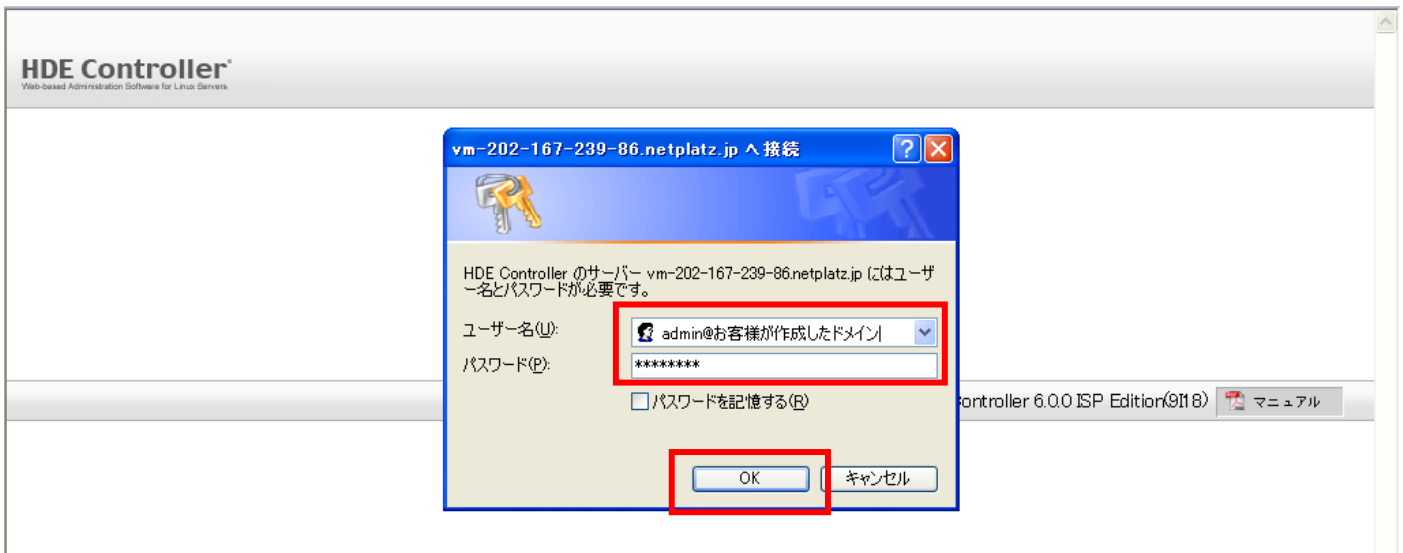 HDE Controller
Web-based Administration Software for Linux Servers
vm-202-167-239-86.netplatz.jp へ接続
HDE Controller のサーバー vm-202-167-239-86.netplatz.jp にはユーザ
ー名とパスワードが必要です。
ユーザー名(U):
admin@お客様が作成したドメイン
パスワード(P):
********
パスワードを記憶する(R)
ontroller 6.0.0 ISP Edition(9I18)
マニュアル
OK
キャンセル